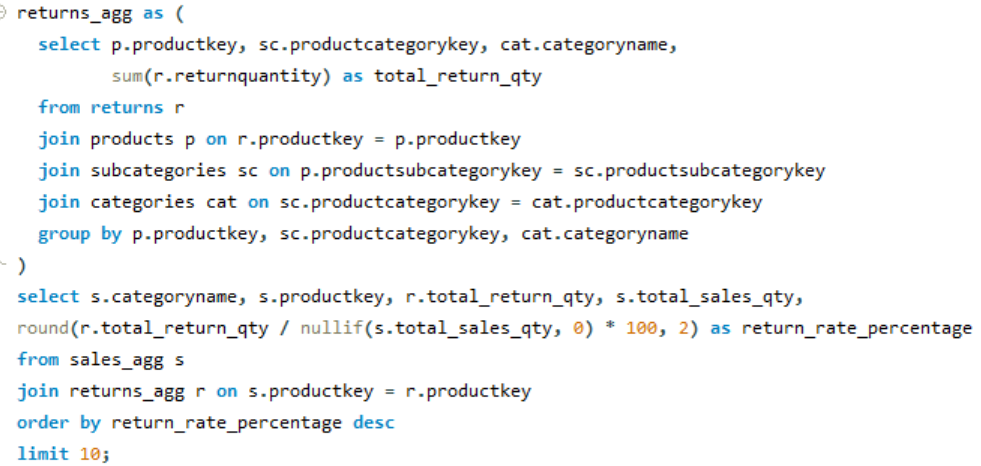 returns_agg as (
select p.productkey, sc.productcategorykey, cat.categoryname,
sum(r.returnquantity) as total_return_qty
from returns r
join products p on r.productkey = p.productkey
join subcategories sc on p.productsubcategorykey = sc.productsubcategorykey
join categories cat on sc.productcategorykey = cat.productcategorykey
group by p.productkey, sc.productcategorykey, cat.categoryname
)
select s.categoryname, s.productkey, r.total_return_qty, s.total_sales_qty,
round(r.total_return_qty / nullif(s.total_sales_qty, 0) * 100, 2) as return_rate_percentage
from sales_agg s
join returns_agg r on s.productkey = r.productkey
order by return_rate_percentage desc
limit 10;